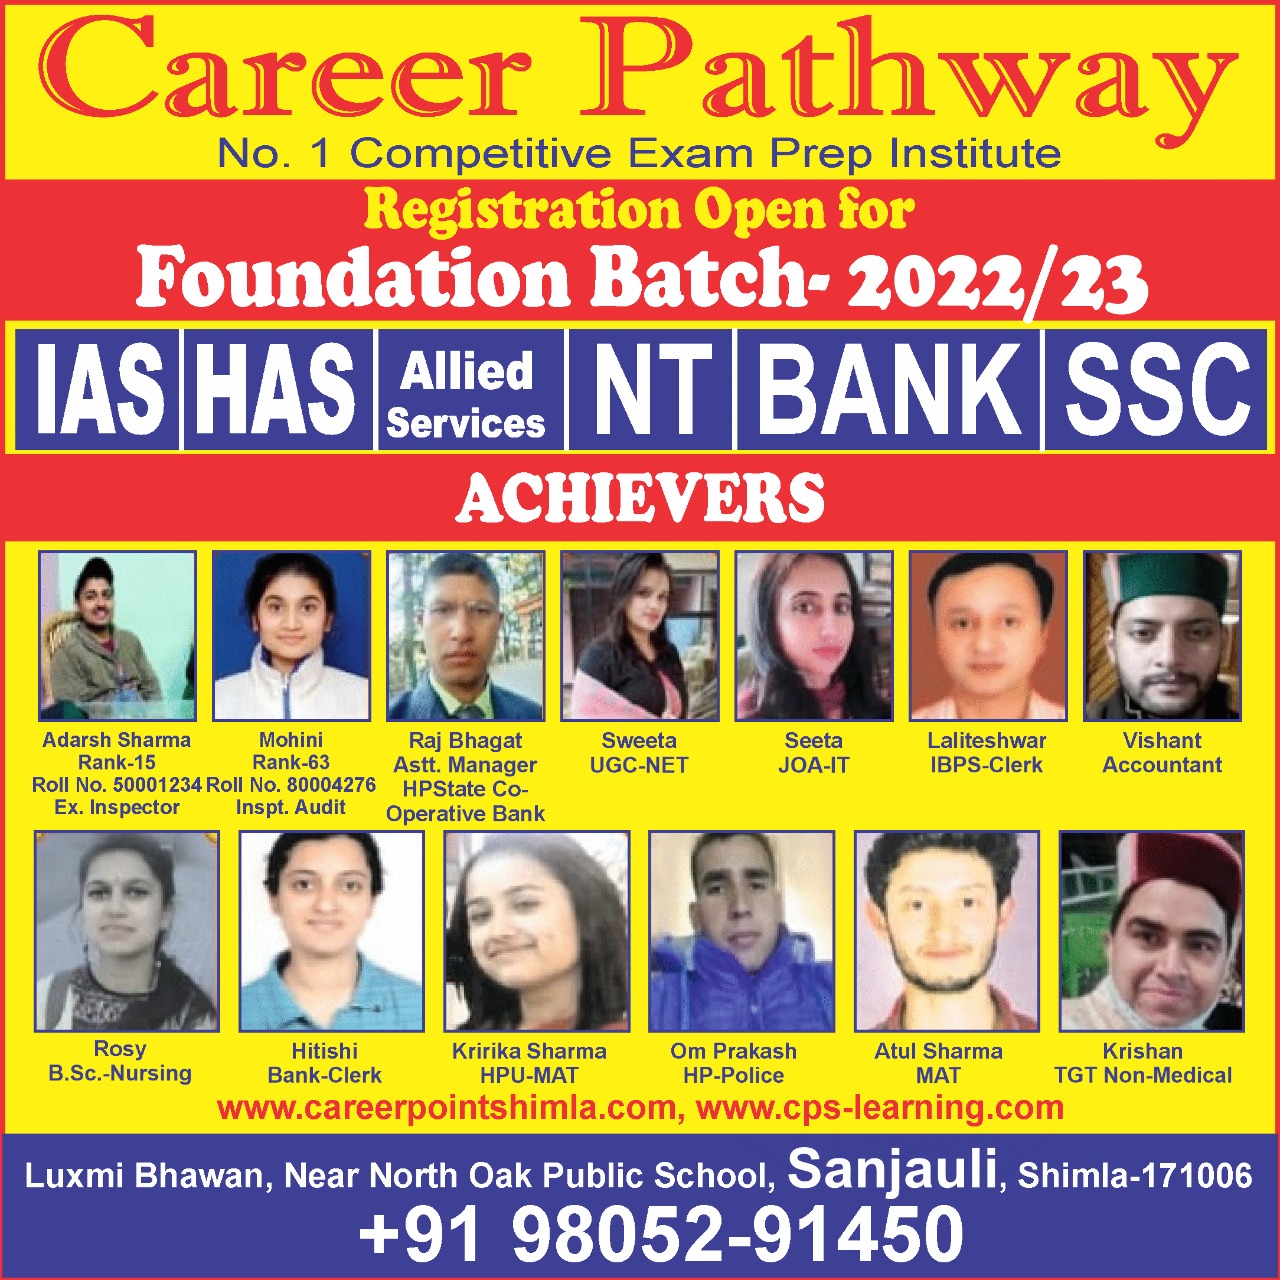 Career Pathway
No. 1 Competitive Exam Prep Institute
Registration Open for
Foundation Batch- 2022/23
IAS HAS Allied Services NT BANK SSC
ACHIEVERS
Adarsh Sharma
Rank-15
Roll No. 50001234
Ex. Inspector
Mohini
Rank-63
Roll No. 80004276
Inspt. Audit
Raj Bhagat
Astt. Manager
HPState Co-
Operative Bank
Sweeta
UGC-NET
Seeta
JOA-IT
Laliteshwar
IBPS-Clerk
Vishant
Accountant
Rosy
B.Sc.-Nursing
Hitishi
Bank-Clerk
Kririka Sharma
HPU-MAT
Om Prakash
HP-Police
Atul Sharma
MAT
Krishan
TGT Non-Medical
www.careerpointshimla.com, www.cps-learning.com
Luxmi Bhawan, Near North Oak Public School, Sanjauli, Shimla-171006
+91 98052-91450